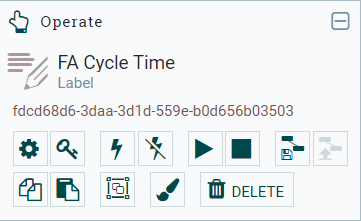 Operate
FA Cycle Time
Label
fdcd68d6-3daa-3d1d-559e-b0d656b03503
DELETE